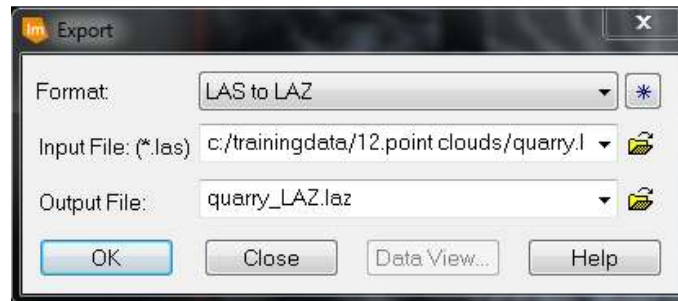 Im Export x
Format: LAS to LAZ *
Input File: (*.las) c:/trainingdata/12.point clouds/quarry.l
Output File: quarry_LAZ.laz
OK Close Data View... Help